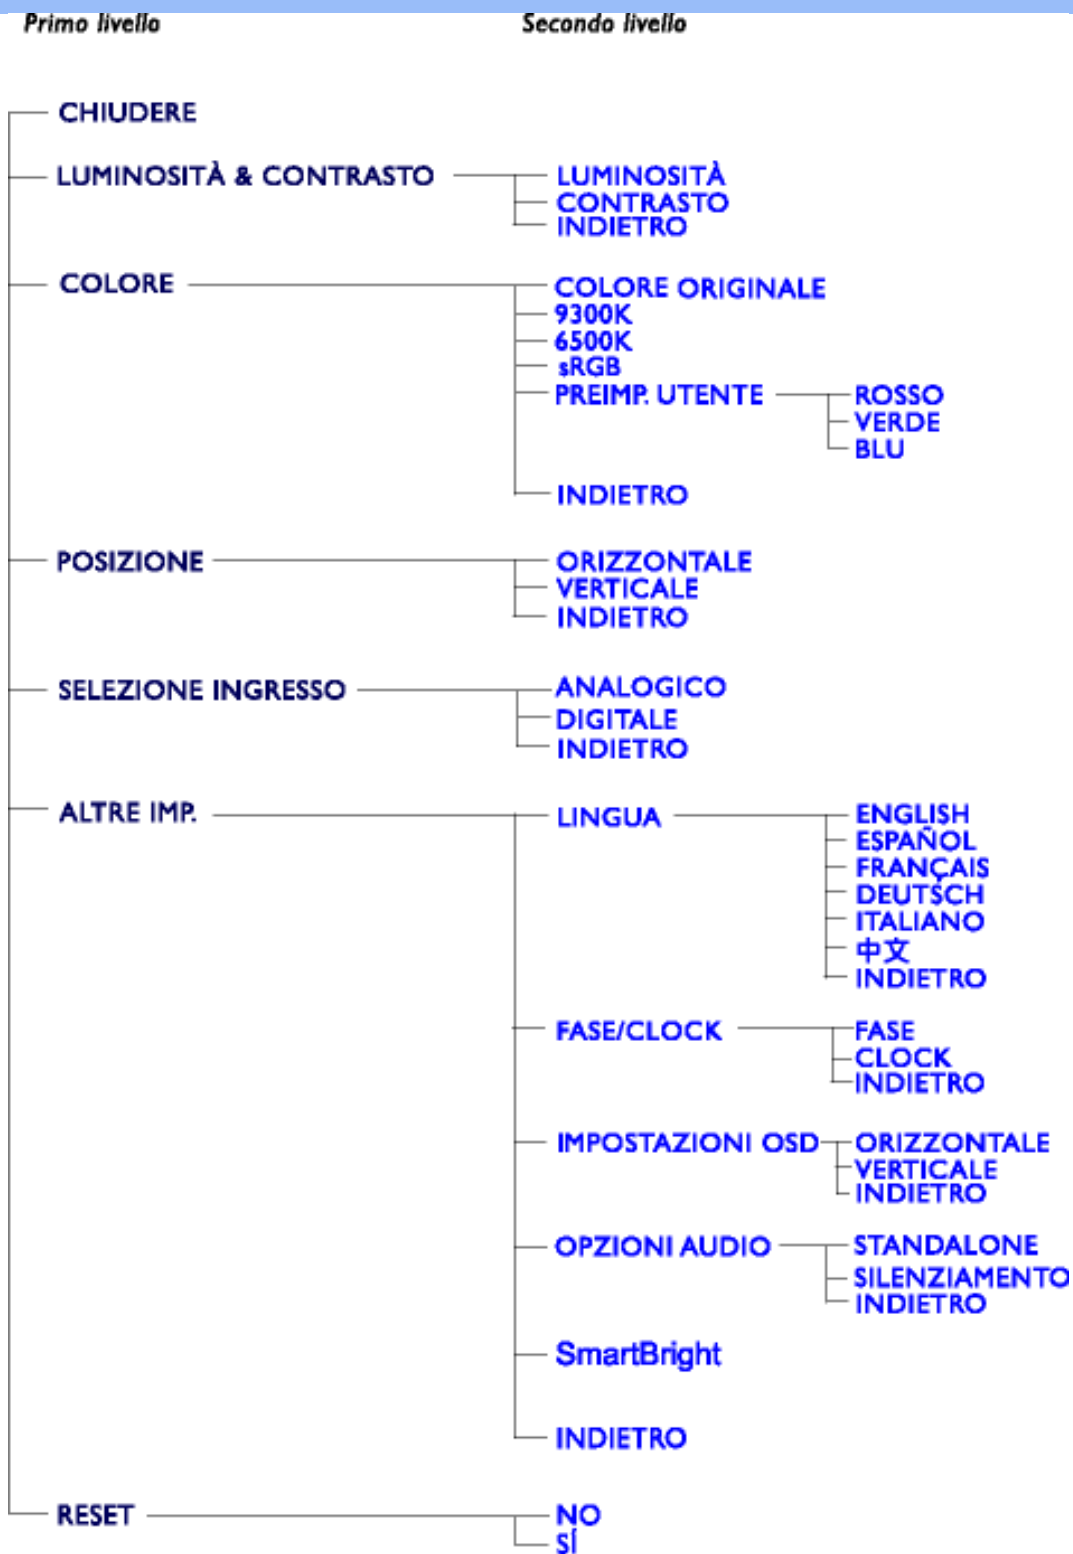 Primo livello Secondo livello
CHIUDERE
LUMINOSITÀ & CONTRASTO LUMINOSITÀ
CONTRASTO
INDIETRO
COLORE COLORE ORIGINALE
9300K
6500K
sRGB
PREIMP. UTENTE ROSSO
VERDE
BLU
INDIETRO
POSIZIONE ORIZZONTALE
VERTICALE
INDIETRO
SELEZIONE INGRESSO ANALOGICO
DIGITALE
INDIETRO
ALTRE IMP. LINGUA ENGLISH
ESPAÑOL
FRANÇAIS
DEUTSCH
ITALIANO
中文
INDIETRO
FASE/CLOCK FASE
CLOCK
INDIETRO
IMPOSTAZIONI OSD ORIZZONTALE
VERTICALE
INDIETRO
OPZIONI AUDIO STANDALONE
SILENZIAMENTO
INDIETRO
SmartBright
INDIETRO
RESET NO
SÍ